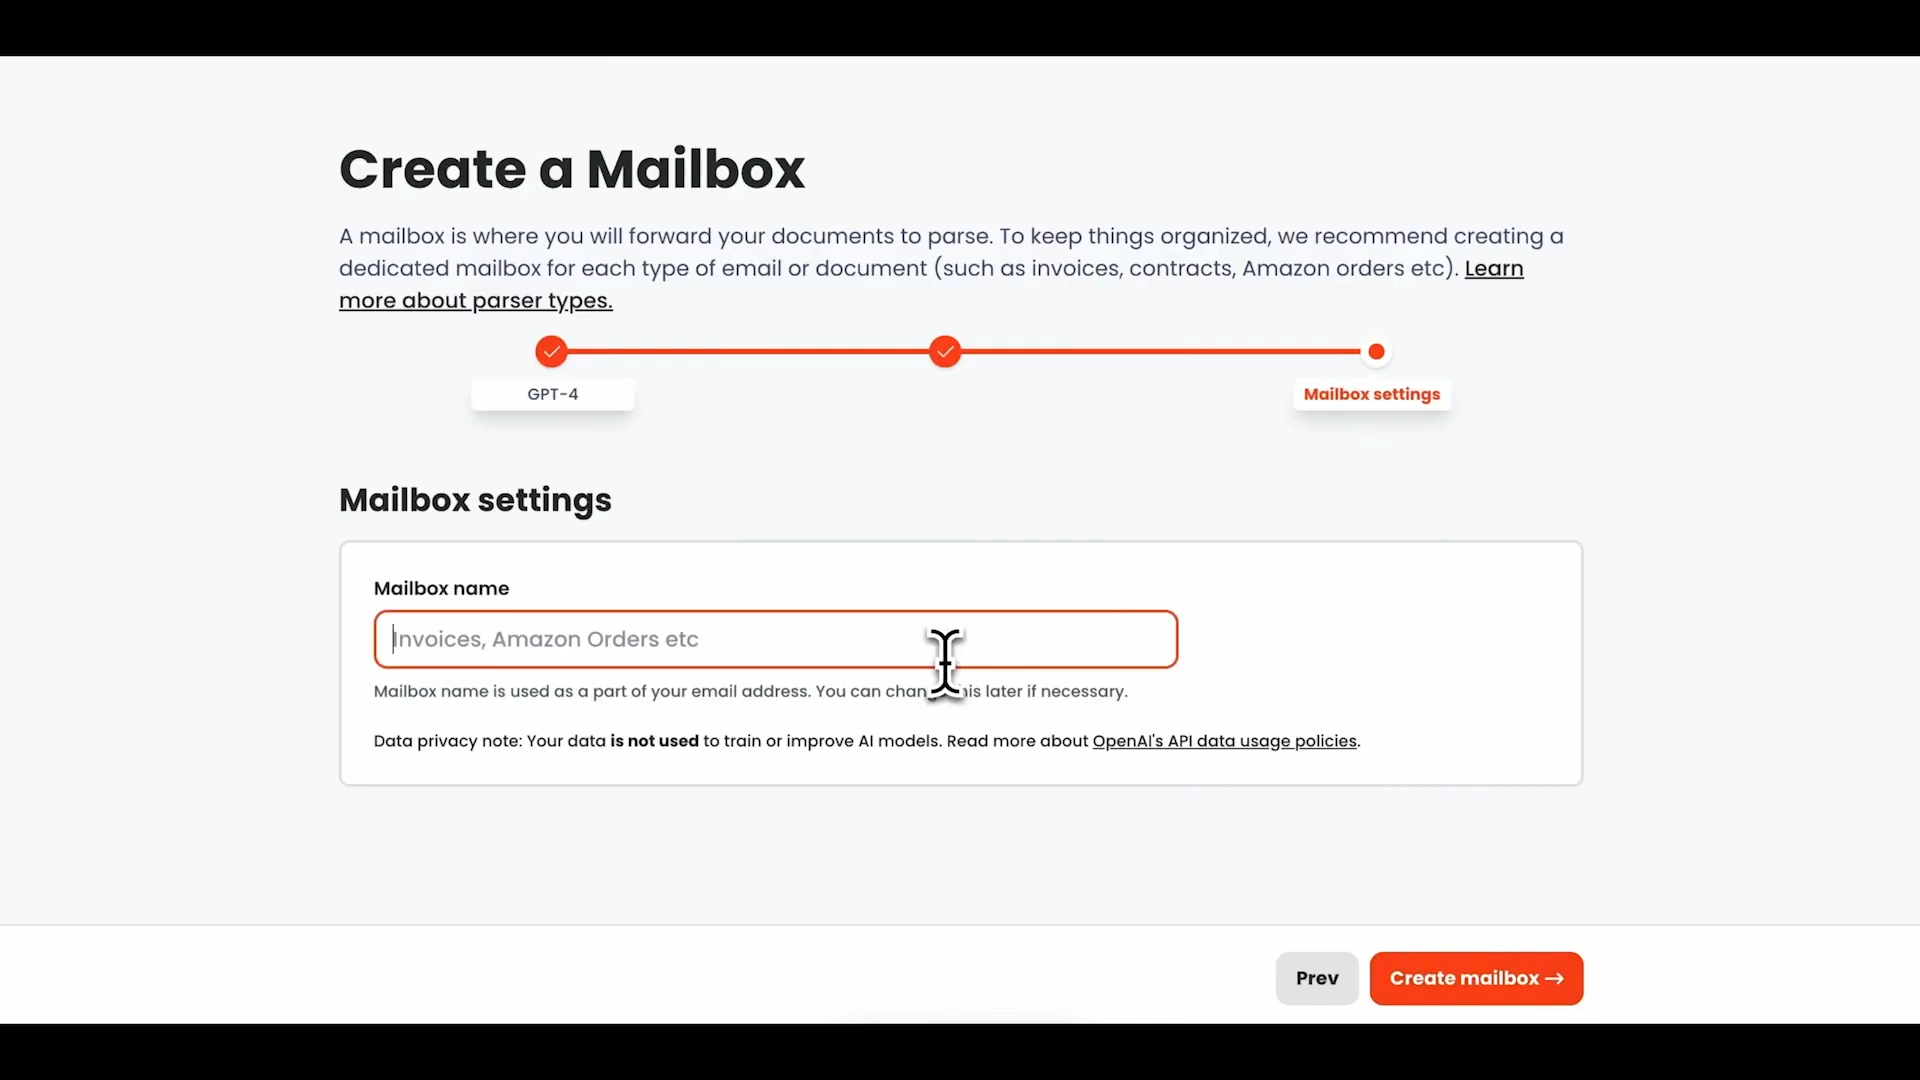 Create a Mailbox
A mailbox is where you will forward your documents to parse. To keep things organized, we recommend creating a
dedicated mailbox for each type of email or document (such as invoices, contracts, Amazon orders etc). Learn
more about parser types.
GPT-4
Mailbox settings
Mailbox settings
Mailbox name
Invoices, Amazon Orders etc
Mailbox name is used as a part of your email address. You can change this later if necessary.
Data privacy note: Your data is not used to train or improve AI models. Read more about OpenAI's API data usage policies.
Prev
Create mailbox →